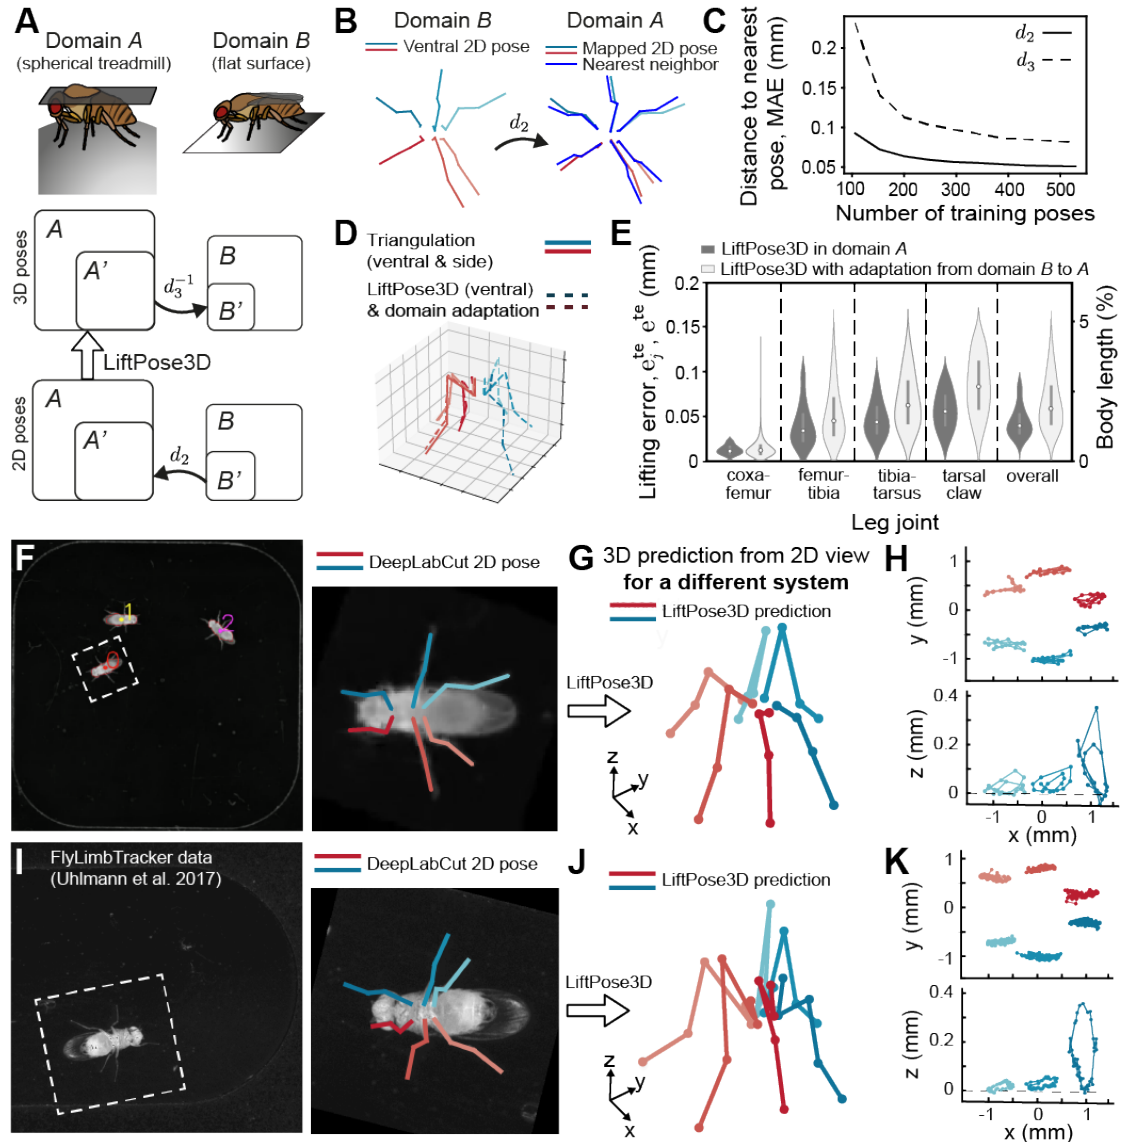 A
Domain A
(spherical treadmill)
Domain B
(flat surface)
3D poses
A
A'
d₃⁻¹
B
B'
LiftPose3D
2D poses
A
A'
d₂
B
B'
B
Domain B
Ventral 2D pose
d₂
Domain A
Mapped 2D pose
Nearest neighbor
C
Distance to nearest
pose, MAE (mm)
0.2
0.15
0.1
0.05
d₂
d₃
100
200
300
400
500
Number of training poses
D
Triangulation
(ventral & side)
LiftPose3D (ventral)
& domain adaptation
E
LiftPose3D in domain A
LiftPose3D with adaptation from domain B to A
Lifting error, eⱼᵗᵉ, eᵗᵉ (mm)
0.2
0.15
0.1
0.05
0
5
0
Body length (%)
coxa-
femur
femur-
tibia
tibia-
tarsus
tarsal
claw
overall
Leg joint
F
1
2
0
DeepLabCut 2D pose
G
3D prediction from 2D view
for a different system
LiftPose3D prediction
LiftPose3D
z
y
x
H
y (mm)
1
0
-1
z (mm)
0.4
0.2
0
-1
0
1
x (mm)
I
FlyLimbTracker data
(Uhlmann et al. 2017)
DeepLabCut 2D pose
J
LiftPose3D prediction
LiftPose3D
z
y
x
K
y (mm)
1
0
-1
z (mm)
0.4
0.2
0
-1
0
1
x (mm)